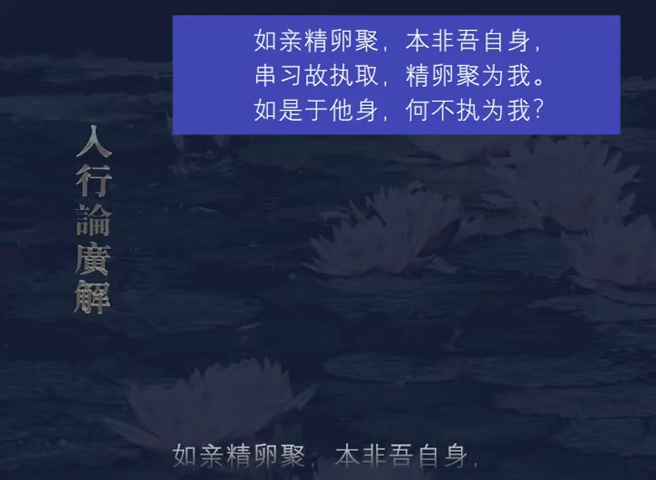 如亲精卵聚，本非吾自身，
串习故执取，精卵聚为我。
如是于他身，何不执为我？
入行論廣解
如亲精卵聚，本非吾自身，